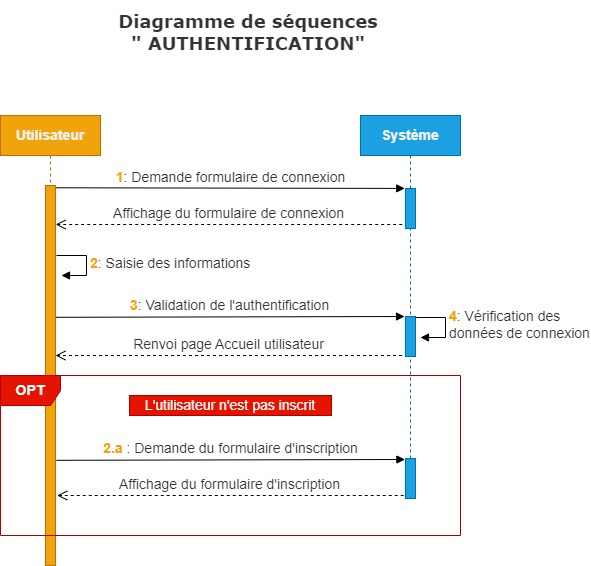 Diagramme de séquences
" AUTHENTIFICATION"
Utilisateur
Système
1: Demande formulaire de connexion
Affichage du formulaire de connexion
2: Saisie des informations
3: Validation de l'authentification
4: Vérification des
données de connexion
Renvoi page Accueil utilisateur
OPT
L'utilisateur n'est pas inscrit
2.a : Demande du formulaire d'inscription
Affichage du formulaire d'inscription